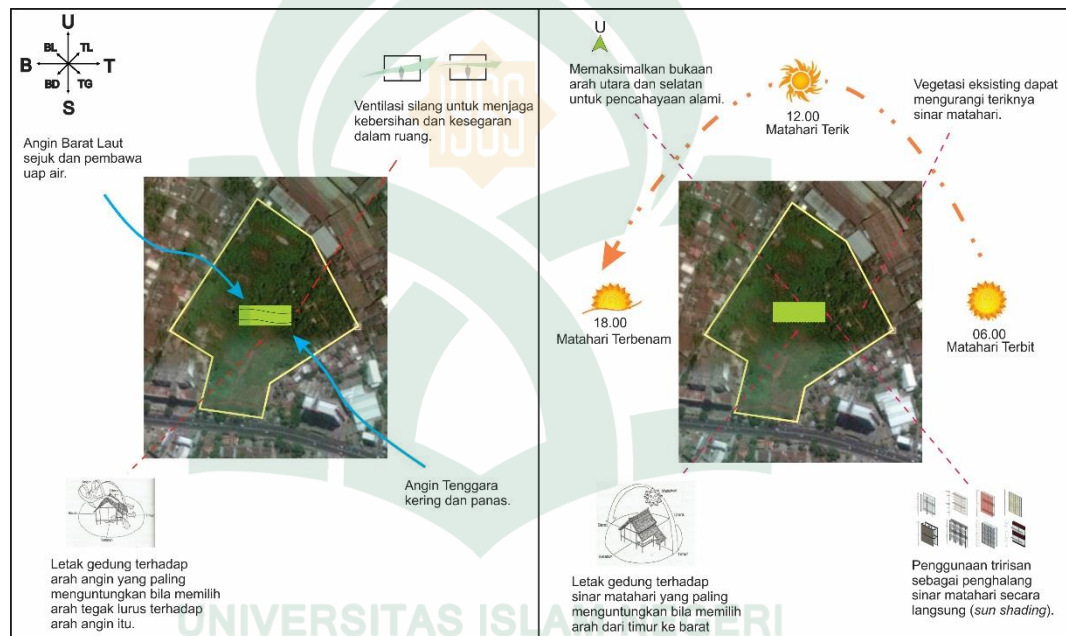 U
BL TL
B T
BD TG
S
Ventilasi silang untuk menjaga
kebersihan dan kesegaran
dalam ruang.
Angin Barat Laut
sejuk dan pembawa
uap air.
Angin Tenggara
kering dan panas.
Letak gedung terhadap
arah angin yang paling
menguntungkan bila memilih
arah tegak lurus terhadap
arah angin itu.
U
Memaksimalkan bukaan
arah utara dan selatan
untuk pencahayaan alami.
12.00
Matahari Terik
Vegetasi eksisting dapat
mengurangi teriknya
sinar matahari.
18.00
Matahari Terbenam
06.00
Matahari Terbit
Letak gedung terhadap
sinar matahari yang paling
menguntungkan bila memilih
arah dari timur ke barat
Penggunaan tririsan
sebagai penghalang
sinar matahari secara
langsung (sun shading).
UNIVERSITAS ISLAM NEGERI